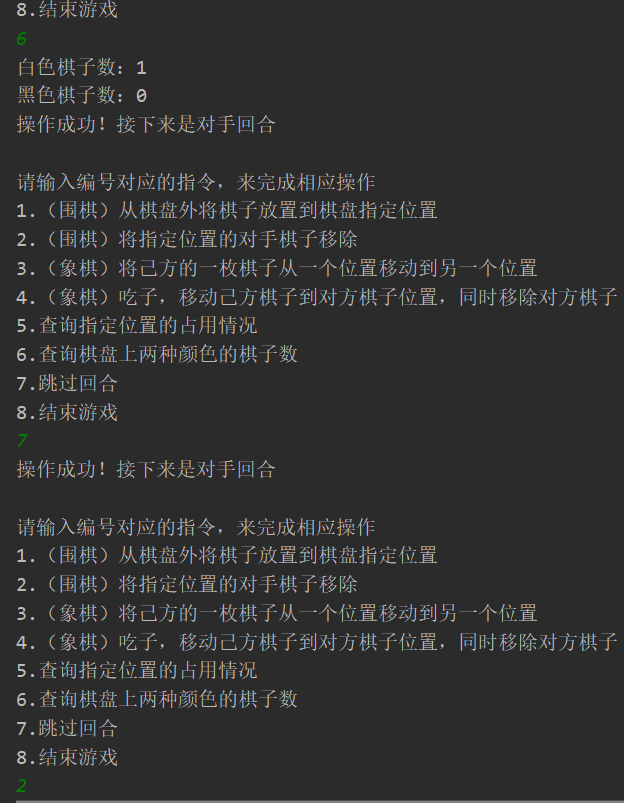 8.结束游戏
6
白色棋子数：1
黑色棋子数：0
操作成功！接下来是对手回合
请输入编号对应的指令，来完成相应操作
1.（围棋）从棋盘外将棋子放置到棋盘指定位置
2.（围棋）将指定位置的对手棋子移除
3.（象棋）将己方的一枚棋子从一个位置移动到另一个位置
4.（象棋）吃子，移动己方棋子到对方棋子位置，同时移除对方棋子
5.查询指定位置的占用情况
6.查询棋盘上两种颜色的棋子数
7.跳过回合
8.结束游戏
7
操作成功！接下来是对手回合
请输入编号对应的指令，来完成相应操作
1.（围棋）从棋盘外将棋子放置到棋盘指定位置
2.（围棋）将指定位置的对手棋子移除
3.（象棋）将己方的一枚棋子从一个位置移动到另一个位置
4.（象棋）吃子，移动己方棋子到对方棋子位置，同时移除对方棋子
5.查询指定位置的占用情况
6.查询棋盘上两种颜色的棋子数
7.跳过回合
8.结束游戏
2